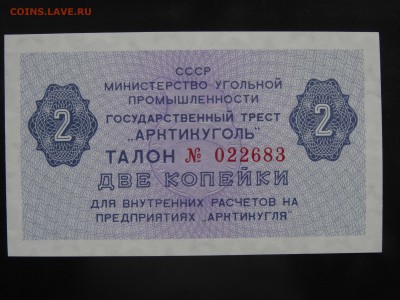 COINS.LAVE.RU
СССР
МИНИСТЕРСТВО УГОЛЬНОЙ
ПРОМЫШЛЕННОСТИ
ГОСУДАРСТВЕННЫЙ ТРЕСТ
„АРКТИКУГОЛЬ"
2 2
ТАЛОН № 022683
ДВЕ КОПЕЙКИ
ДЛЯ ВНУТРЕННИХ РАСЧЕТОВ НА
ПРЕДПРИЯТИЯХ „АРКТИКУГЛЯ"